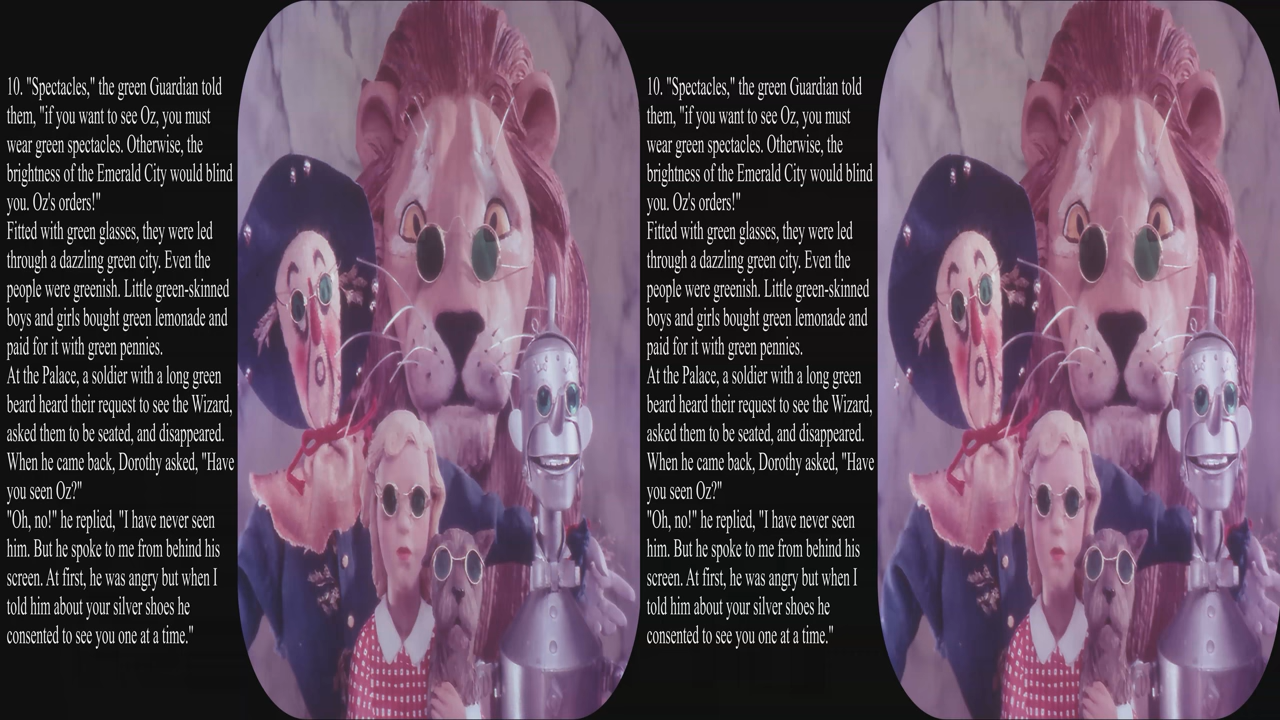 10. "Spectacles," the green Guardian told
them, "if you want to see Oz, you must
wear green spectacles. Otherwise, the
brightness of the Emerald City would blind
you. Oz's orders!"
Fitted with green glasses, they were led
through a dazzling green city. Even the
people were greenish. Little green-skinned
boys and girls bought green lemonade and
paid for it with green pennies.
At the Palace, a soldier with a long green
beard heard their request to see the Wizard,
asked them to be seated, and disappeared.
When he came back, Dorothy asked, "Have
you seen Oz?"
"Oh, no!" he replied, "I have never seen
him. But he spoke to me from behind his
screen. At first, he was angry but when I
told him about your silver shoes he
consented to see you one at a time."
10. "Spectacles," the green Guardian told
them, "if you want to see Oz, you must
wear green spectacles. Otherwise, the
brightness of the Emerald City would blind
you. Oz's orders!"
Fitted with green glasses, they were led
through a dazzling green city. Even the
people were greenish. Little green-skinned
boys and girls bought green lemonade and
paid for it with green pennies.
At the Palace, a soldier with a long green
beard heard their request to see the Wizard,
asked them to be seated, and disappeared.
When he came back, Dorothy asked, "Have
you seen Oz?"
"Oh, no!" he replied, "I have never seen
him. But he spoke to me from behind his
screen. At first, he was angry but when I
told him about your silver shoes he
consented to see you one at a time."